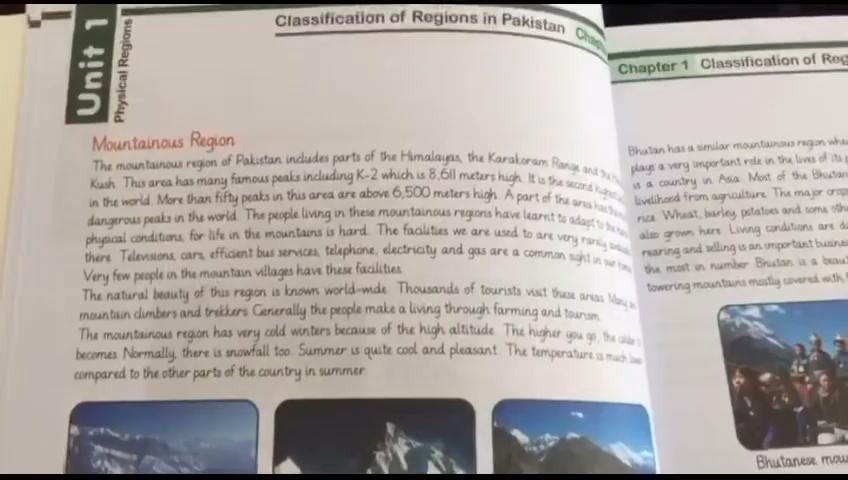 Unit 1
Physical Regions
Classification of Regions in Pakistan
Mountainous Region
The mountainous region of Pakistan includes parts of the Himalayas, the Karakoram Range and the
Kush. This area has many famous peaks including K-2 which is 8,611 meters high. It is the second
in the world. More than fifty peaks in this area are above 6,500 meters high. A part of the area has
dangerous peaks in the world. The people living in these mountainous regions have learnt to adapt to the
physical conditions, for life in the mountains is hard. The facilities we are used to are very rarely
there. Televisions, cars, efficient bus services, telephone, electricity and gas are a common sight in our
Very few people in the mountain villages have these facilities.
The natural beauty of this region is known world-wide. Thousands of tourists visit these areas. Many
mountain climbers and trekkers. Generally the people make a living through farming and tourism.
The mountainous region has very cold winters because of the high altitude. The higher you go, the
becomes. Normally, there is snowfall too. Summer is quite cool and pleasant. The temperature is much
compared to the other parts of the country in summer.
Chapter 1 Classification of Reg
Bhutan has a similar mountainous region
plays a very important role in the lives of its
is a country in Asia. Most of the
livelihood from agriculture. The major
rice. Wheat, barley, potatoes and some
also grown here. Living conditions are
rearing and selling is an important
the most in number. Bhutan is a
towering mountains mostly covered with
Bhutanese